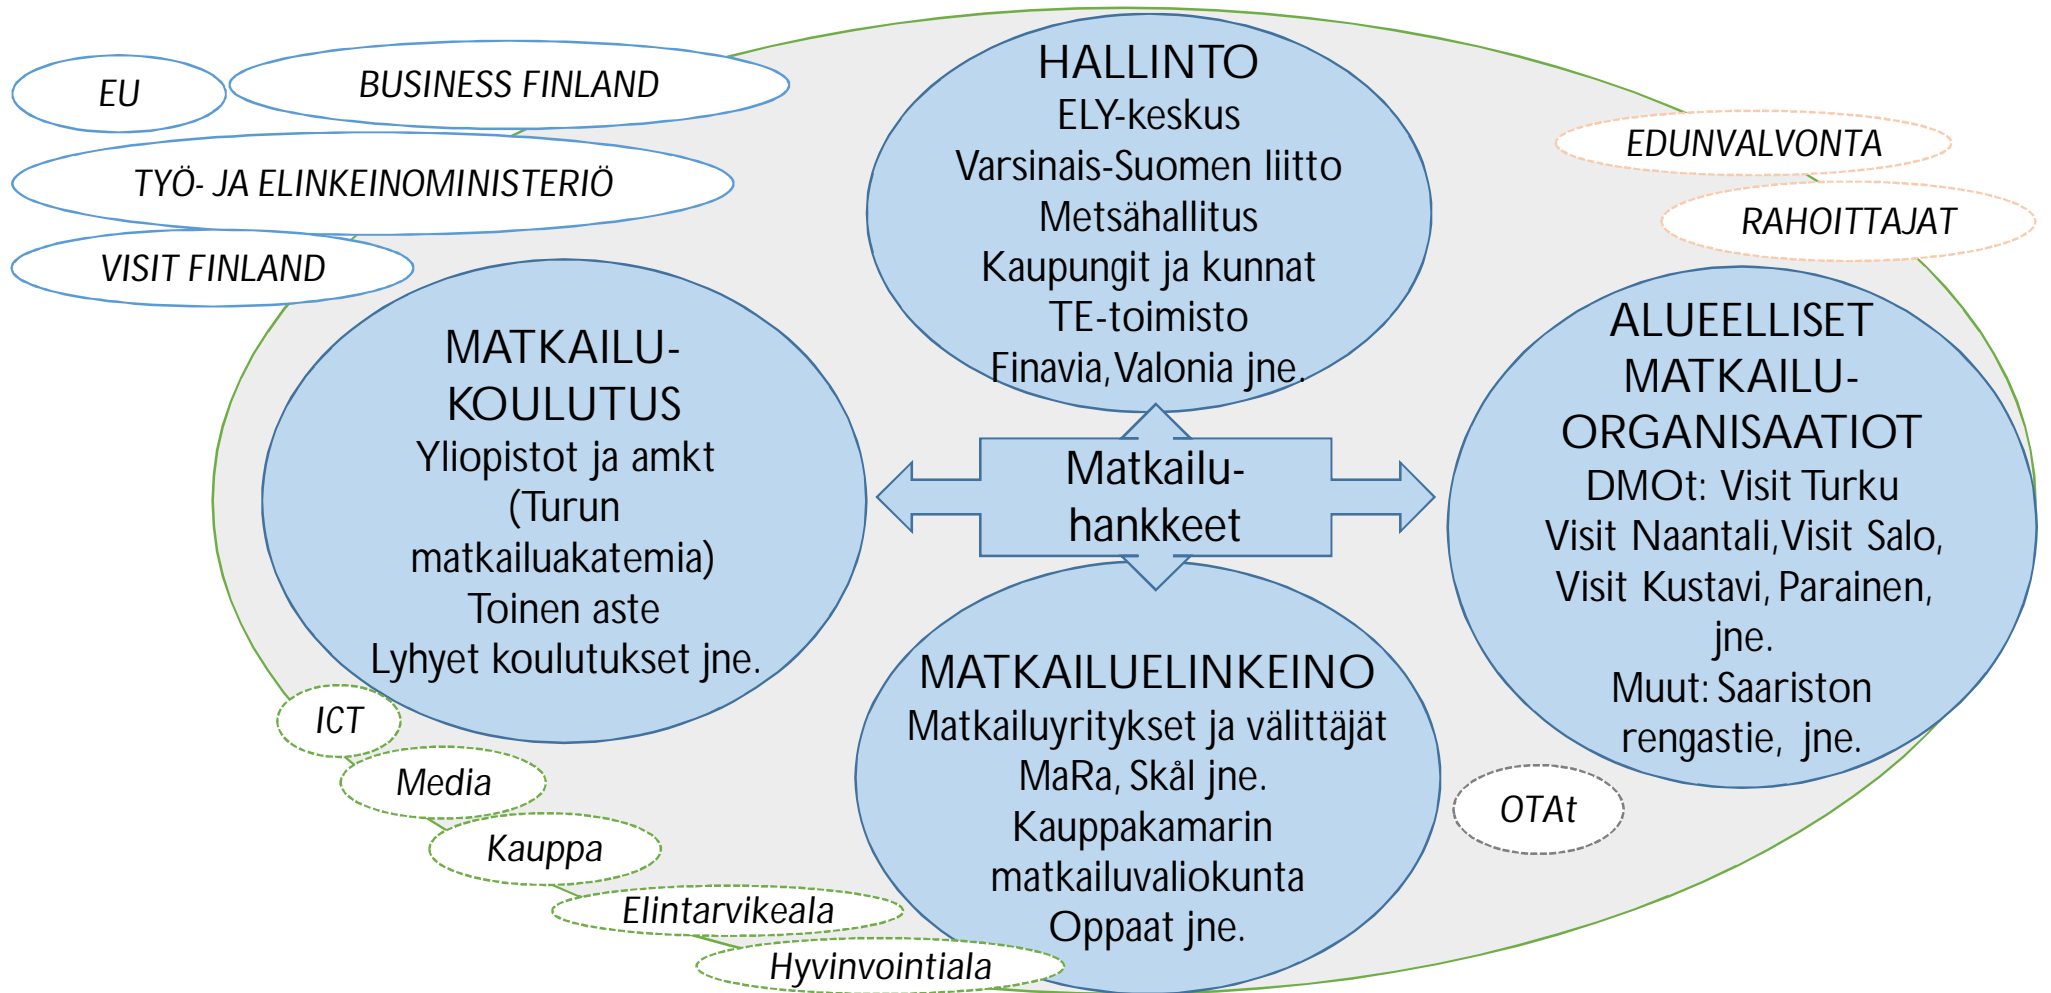 EU
BUSINESS FINLAND
TYÖ- JA ELINKEINOMINISTERIÖ
VISIT FINLAND
HALLINTO
ELY-keskus
Varsinais-Suomen liitto
Metsähallitus
Kaupungit ja kunnat
TE-toimisto
Finavia, Valonia jne.
EDUNVALVONTA
RAHOITTAJAT
MATKAILU-
KOULUTUS
Yliopistot ja amkt
(Turun
matkailuakatemia)
Toinen aste
Lyhyet koulutukset jne.
Matkailu-
hankkeet
ALUEELLISET
MATKAILU-
ORGANISAATIOT
DMOt: Visit Turku
Visit Naantali, Visit Salo,
Visit Kustavi, Parainen,
jne.
Muut: Saariston
rengastie, jne.
MATKAILUELINKEINO
Matkailuyritykset ja välittäjät
MaRa, Skål jne.
Kauppakamarin
matkailuvaliokunta
Oppaat jne.
OTAt
ICT
Media
Kauppa
Elintarvikeala
Hyvinvointiala